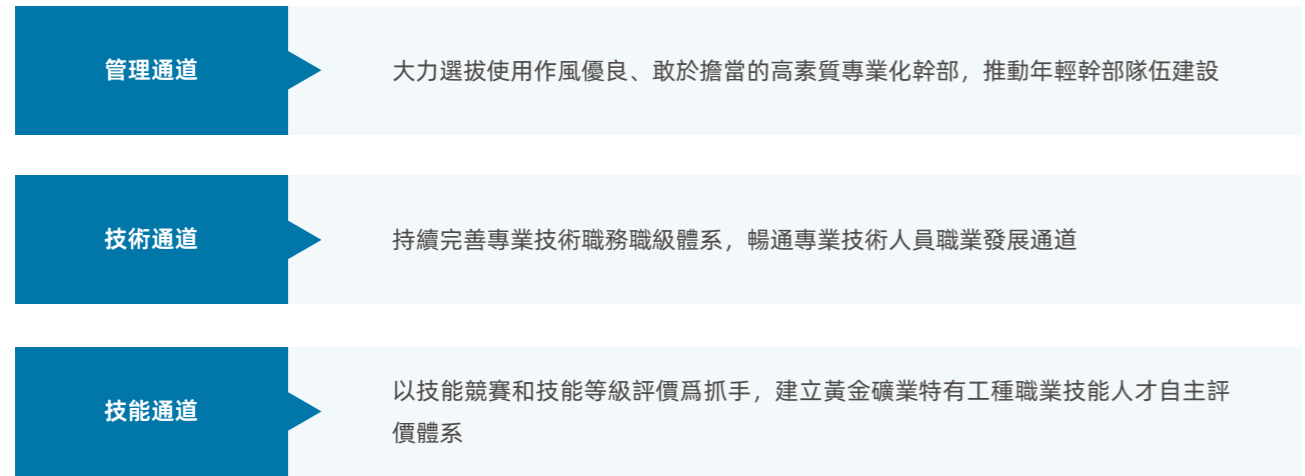 管理通道
大力選拔使用作風優良、敢於擔當的高素質專業化幹部，推動年輕幹部隊伍建設
技術通道
持續完善專業技術職務職級體系，暢通專業技術人員職業發展通道
技能通道
以技能競賽和技能等級評價爲抓手，建立黃金礦業特有工種職業技能人才自主評
價體系